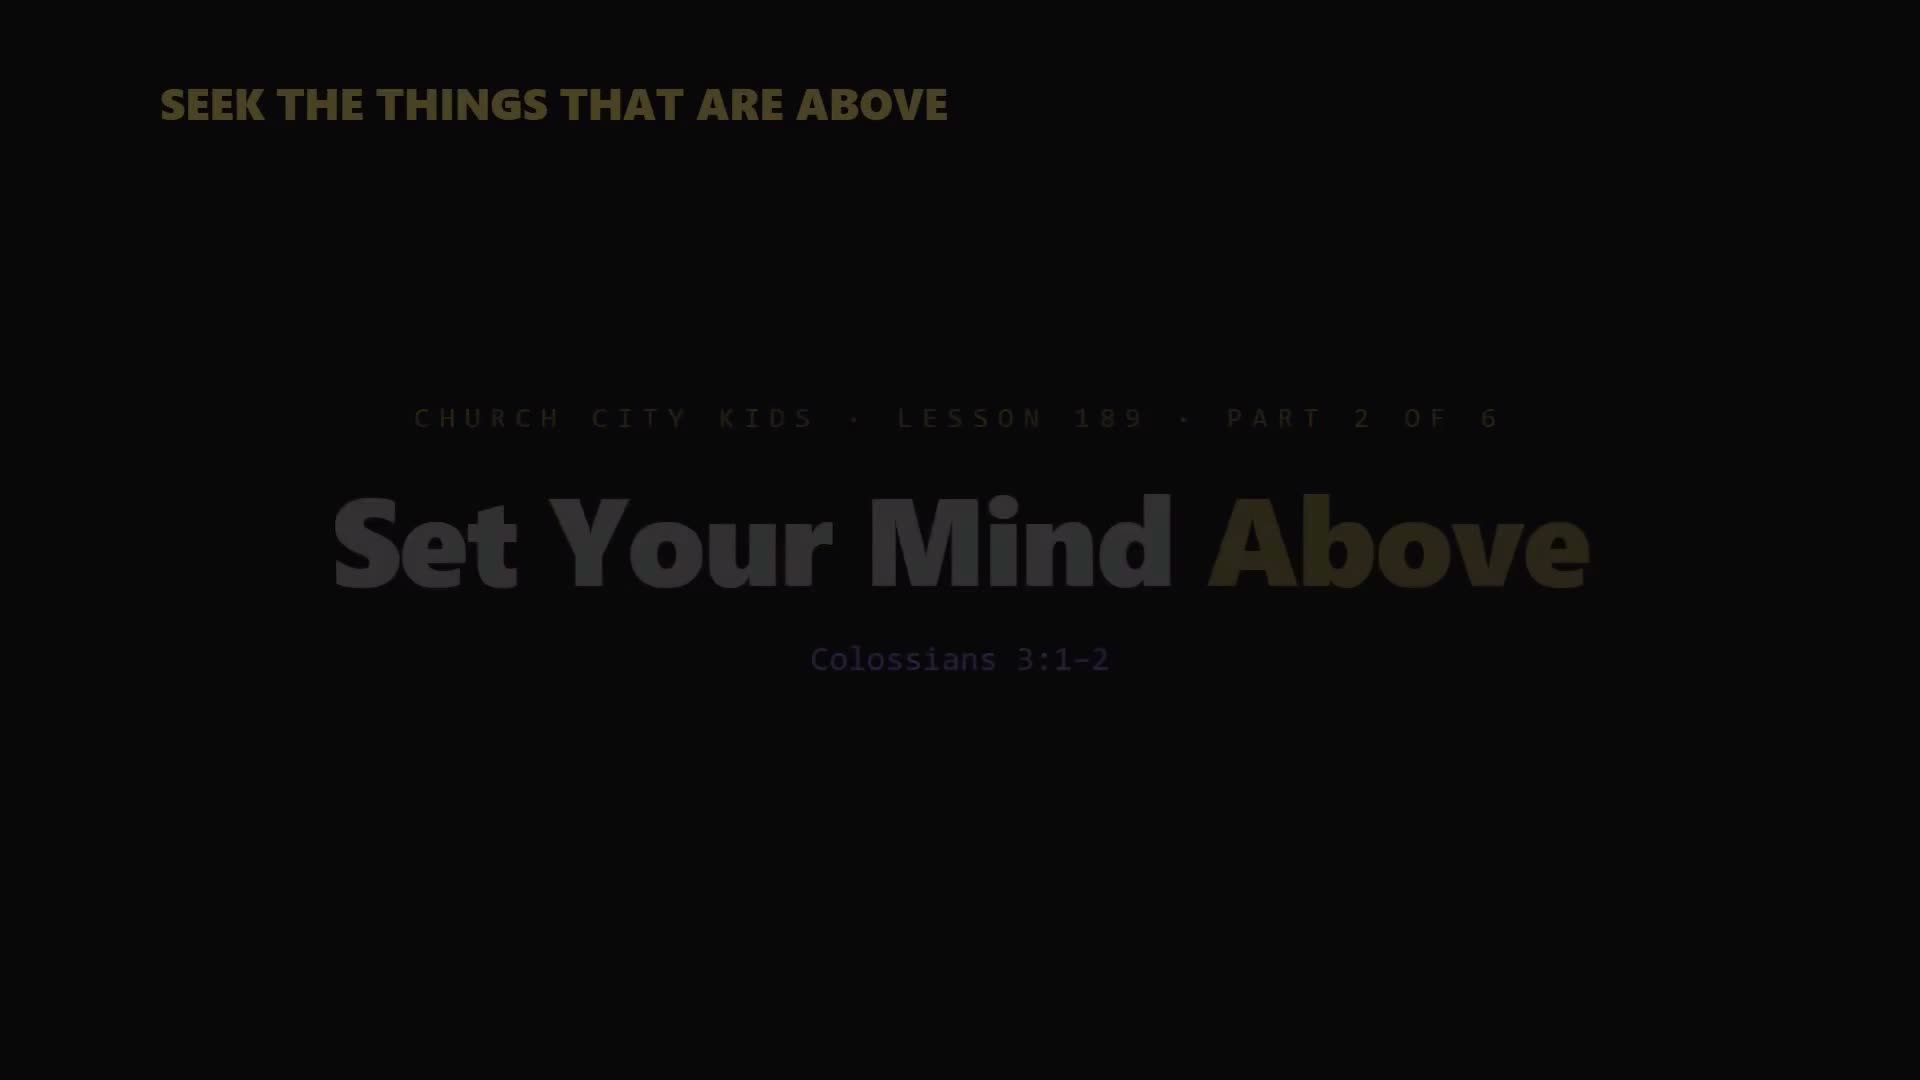 SEEK THE THINGS THAT ARE ABOVE
CHURCH CITY KIDS · LESSON 189 · PART 2 OF 6
Set Your Mind Above
Colossians 3:1–2